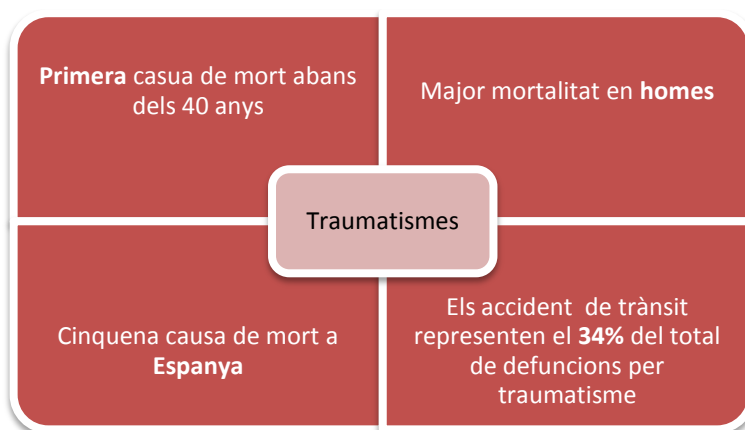 Primera casua de mort abans
dels 40 anys
Major mortalitat en homes
Traumatismes
Cinquena causa de mort a
Espanya
Els accident de trànsit
representen el 34% del total
de defuncions per
traumatisme